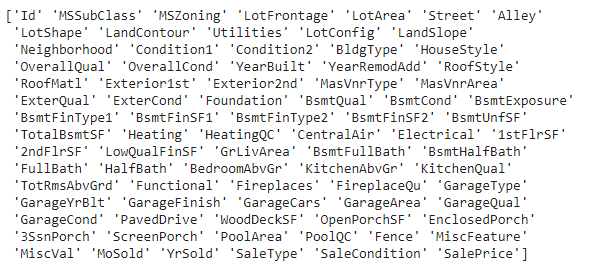 ['Id' 'MSSubClass' 'MSZoning' 'LotFrontage' 'LotArea' 'Street' 'Alley'
'LotShape' 'LandContour' 'Utilities' 'LotConfig' 'LandSlope'
'Neighborhood' 'Condition1' 'Condition2' 'BldgType' 'HouseStyle'
'OverallQual' 'OverallCond' 'YearBuilt' 'YearRemodAdd' 'RoofStyle'
'RoofMatl' 'Exterior1st' 'Exterior2nd' 'MasVnrType' 'MasVnrArea'
'ExterQual' 'ExterCond' 'Foundation' 'BsmtQual' 'BsmtCond' 'BsmtExposure'
'BsmtFinType1' 'BsmtFinSF1' 'BsmtFinType2' 'BsmtFinSF2' 'BsmtUnfSF'
'TotalBsmtSF' 'Heating' 'HeatingQC' 'CentralAir' 'Electrical' '1stFlrSF'
'2ndFlrSF' 'LowQualFinSF' 'GrLivArea' 'BsmtFullBath' 'BsmtHalfBath'
'FullBath' 'HalfBath' 'BedroomAbvGr' 'KitchenAbvGr' 'KitchenQual'
'TotRmsAbvGrd' 'Functional' 'Fireplaces' 'FireplaceQu' 'GarageType'
'GarageYrBlt' 'GarageFinish' 'GarageCars' 'GarageArea' 'GarageQual'
'GarageCond' 'PavedDrive' 'WoodDeckSF' 'OpenPorchSF' 'EnclosedPorch'
'3SsnPorch' 'ScreenPorch' 'PoolArea' 'PoolQC' 'Fence' 'MiscFeature'
'MiscVal' 'MoSold' 'YrSold' 'SaleType' 'SaleCondition' 'SalePrice']